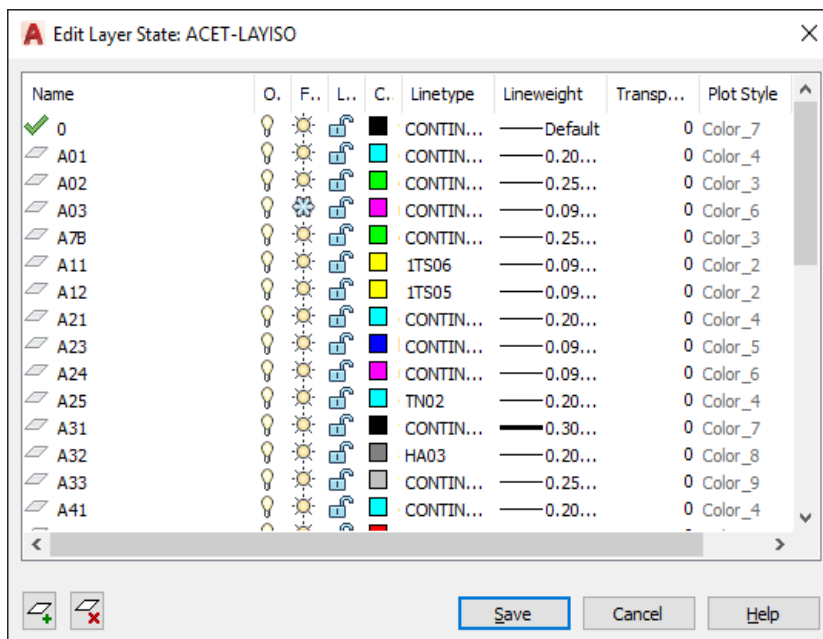 Edit Layer State: ACET-LAYISO
Name O. F.. L... C.. Linetype Lineweight Transp... Plot Style
0 CONTIN... Default 0 Color_7
A01 CONTIN... 0.20... 0 Color_4
A02 CONTIN... 0.25... 0 Color_3
A03 CONTIN... 0.09... 0 Color_6
A7B CONTIN... 0.25... 0 Color_3
A11 1TS06 0.09... 0 Color_2
A12 1TS05 0.09... 0 Color_2
A21 CONTIN... 0.20... 0 Color_4
A23 CONTIN... 0.09... 0 Color_5
A24 CONTIN... 0.09... 0 Color_6
A25 TN02 0.20... 0 Color_4
A31 CONTIN... 0.30... 0 Color_7
A32 HA03 0.20... 0 Color_8
A33 CONTIN... 0.25... 0 Color_9
A41 CONTIN... 0.20... 0 Color_4
Save Cancel Help